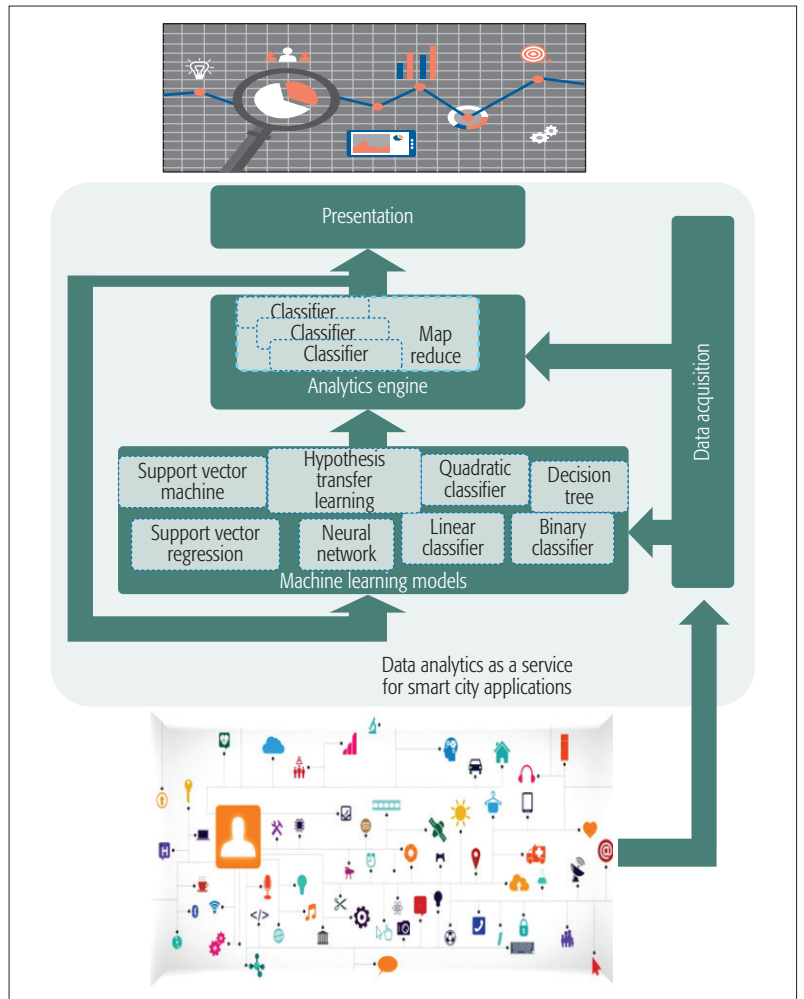 Presentation
Classifier
Classifier
Classifier
Map
reduce
Analytics engine
Data acquisition
Support vector
machine
Hypothesis
transfer
learning
Quadratic
classifier
Decision
tree
Support vector
regression
Neural
network
Linear
classifier
Binary
classifier
Machine learning models
Data analytics as a service
for smart city applications
H
@
</>